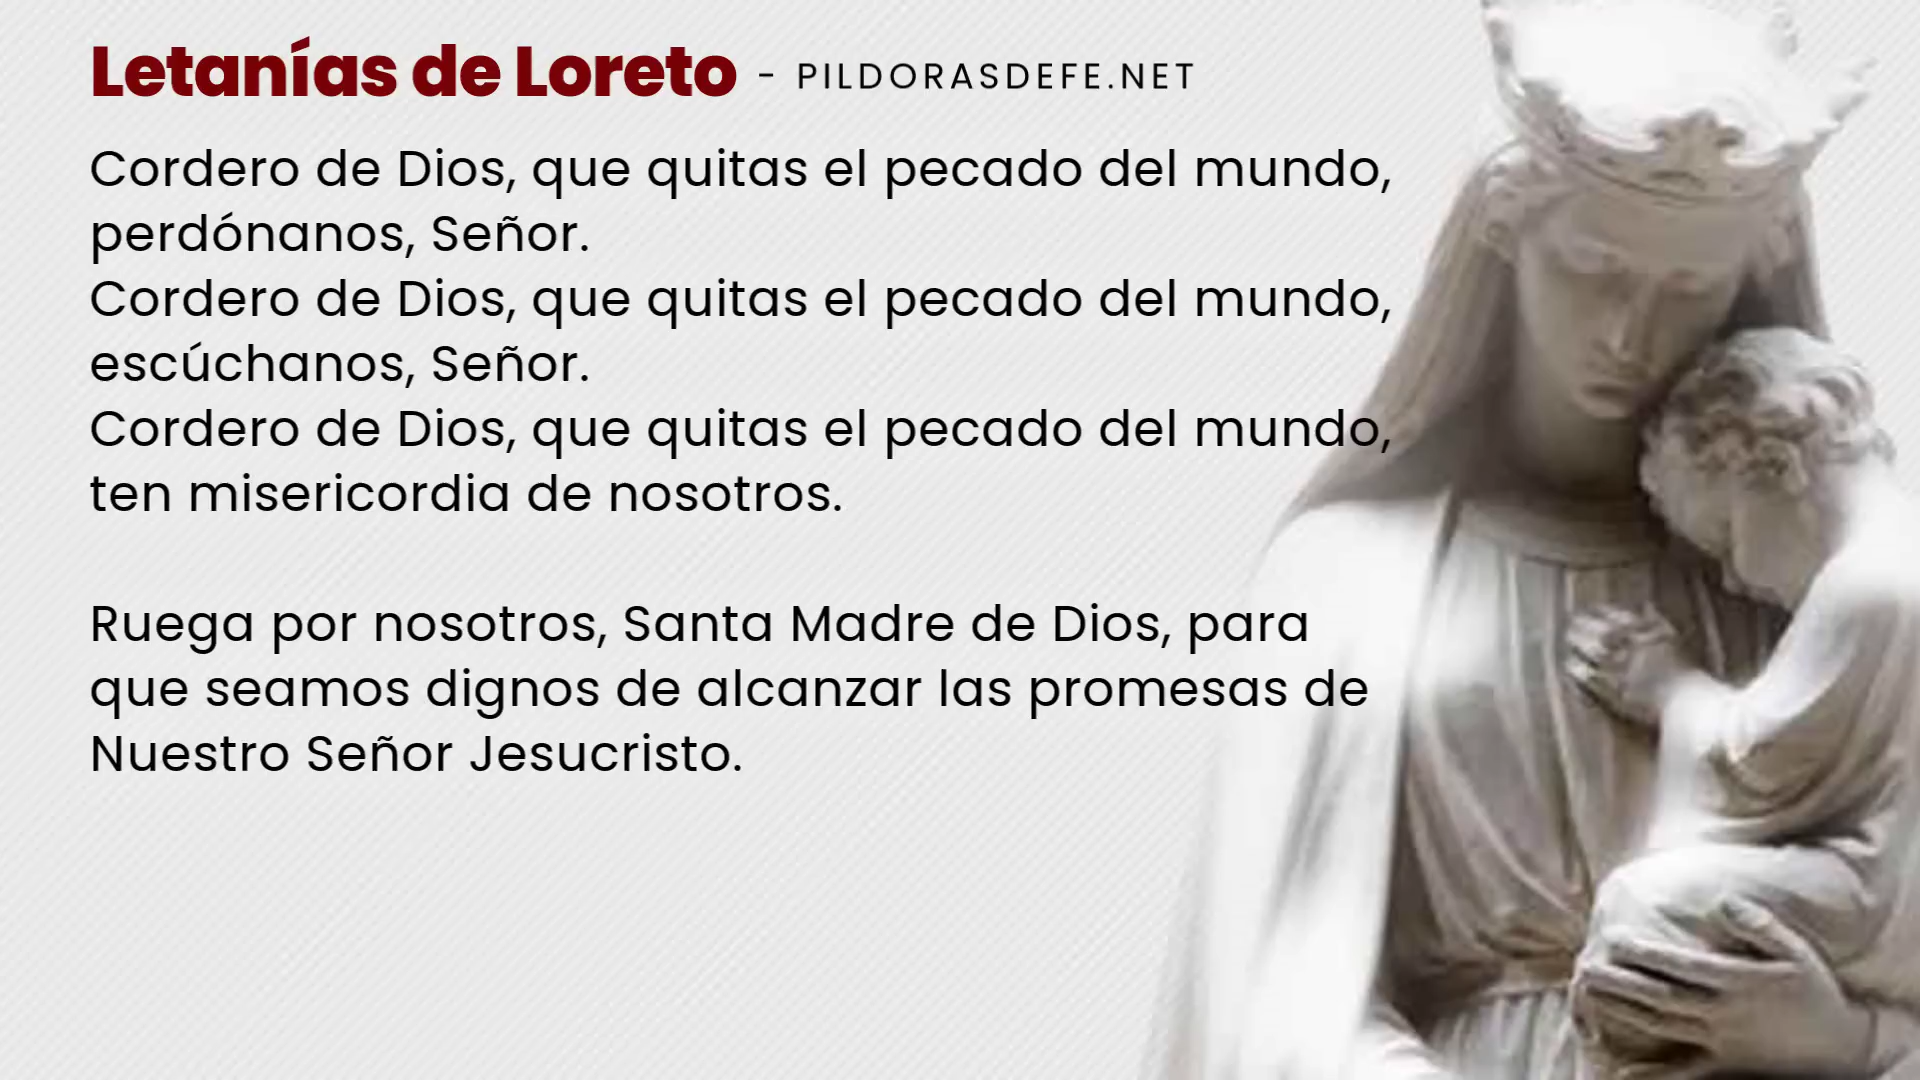 Letanías de Loreto - PILDORASDEFE.NET
Cordero de Dios, que quitas el pecado del mundo,
perdónanos, Señor.
Cordero de Dios, que quitas el pecado del mundo,
escúchanos, Señor.
Cordero de Dios, que quitas el pecado del mundo,
ten misericordia de nosotros.
Ruega por nosotros, Santa Madre de Dios, para
que seamos dignos de alcanzar las promesas de
Nuestro Señor Jesucristo.